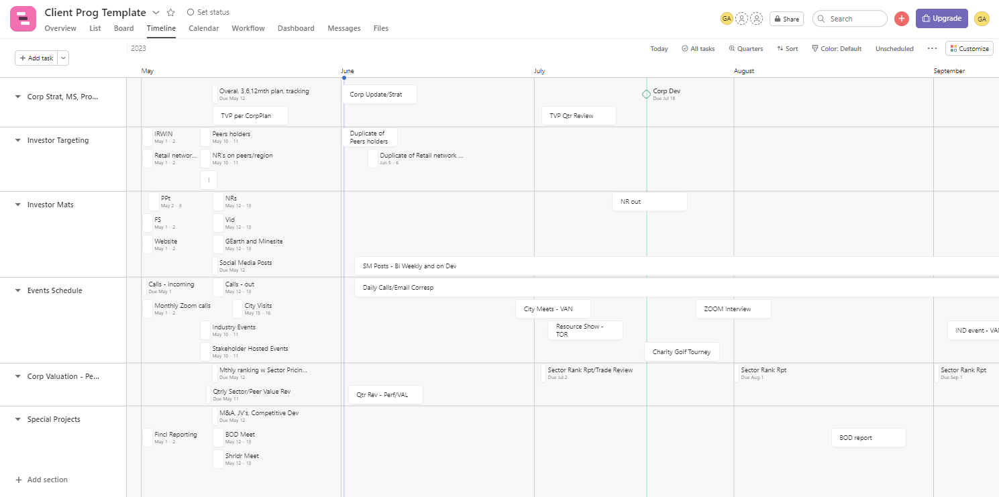 Client Prog Template
Set status
Overview List Board Timeline Calendar Workflow Dashboard Messages Files
GA
Share
Search
Upgrade
GA
Add task
2023
Today All tasks Quarters Sort Color: Default Unscheduled Customize
May June July August September
Corp Strat, MS, Pro...
Overal, 3,6,12mth plan, tracking
Due May 12
Corp Update/Strat
Corp Dev
Due Jul 18
TVP per CorpPlan
TVP Qtr Review
Investor Targeting
IRWIN
May 1 – 2
Peers holders
May 10 – 11
Duplicate of
Peers holders
Retail networ...
May 1 – 2
NR's on peers/region
May 10 – 11
Duplicate of Retail network ...
Jun 5 – 6
I
Investor Mats
PPt
May 2 – 3
NRs
May 12 – 13
NR out
FS
May 1 – 2
Vid
May 12 – 13
Website
May 1 – 2
GEarth and Minesite
May 12 – 13
Social Media Posts
Due May 12
SM Posts - Bi Weekly and on Dev
Events Schedule
Calls - incoming
Due May 1
Calls - out
May 12 – 13
Daily Calls/Email Corresp
Monthly Zoom calls
May 1 – 2
City Visits
May 15 – 16
City Meets - VAN
ZOOM Interview
Industry Events
May 10 – 11
Resource Show -
TOR
IND event - VAN
Stakeholder Hosted Events
May 10 – 11
Charity Golf Tourney
Corp Valuation - Pe...
Mthly ranking w Sector Pricin...
Due May 12
Sector Rank Rpt/Trade Review
Due Jul 2
Sector Rank Rpt
Due Aug 1
Sector Rank Rpt
Due Sep 1
Qtrly Sector/Peer Value Rev
Due May 11
Qtr Rev - Perf/VAL
Special Projects
M&A, JV's, Competitive Dev
Due May 12
Fincl Reporting
May 1 – 2
BOD Meet
May 12 – 13
BOD report
Shrldr Meet
May 12 – 13
Add section